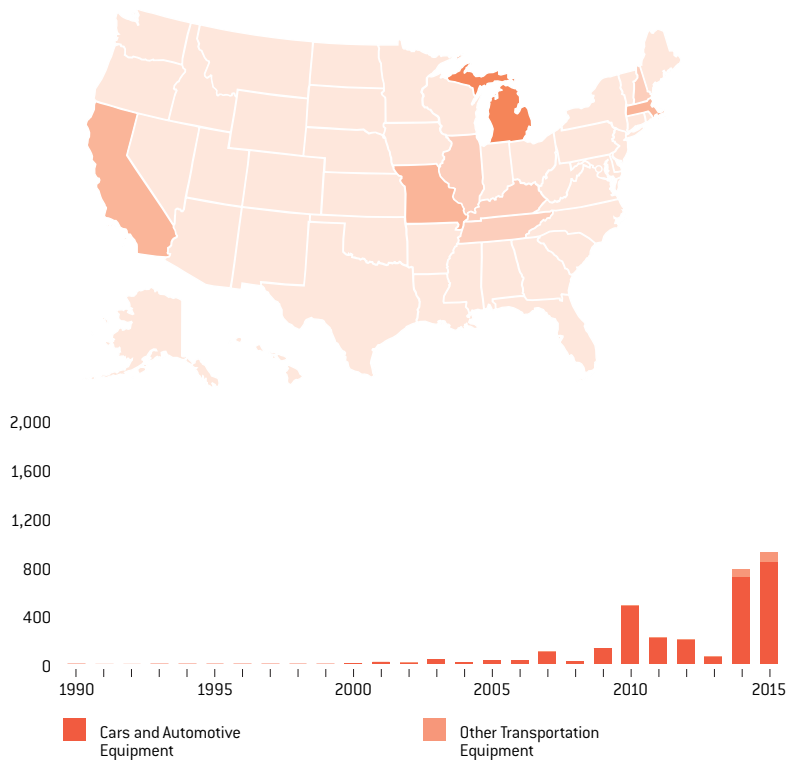 2,000
1,600
1,200
800
400
0
1990 1995 2000 2005 2010 2015
Cars and Automotive
Equipment
Other Transportation
Equipment